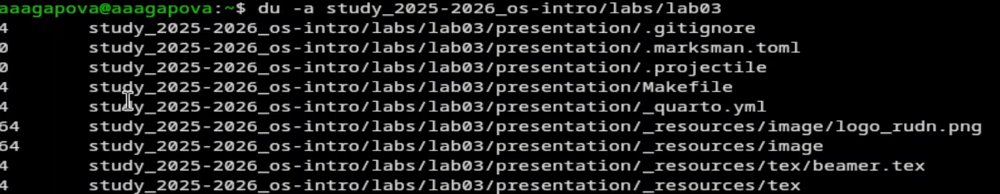 aaagapova@aaagapova:~$ du -a study_2025-2026_os-intro/labs/lab03
4 study_2025-2026_os-intro/labs/lab03/presentation/.gitignore
0 study_2025-2026_os-intro/labs/lab03/presentation/.marksman.toml
0 study_2025-2026_os-intro/labs/lab03/presentation/.projectile
4 study_2025-2026_os-intro/labs/lab03/presentation/Makefile
4 study_2025-2026_os-intro/labs/lab03/presentation/_quarto.yml
64 study_2025-2026_os-intro/labs/lab03/presentation/_resources/image/logo_rudn.png
64 study_2025-2026_os-intro/labs/lab03/presentation/_resources/image
4 study_2025-2026_os-intro/labs/lab03/presentation/_resources/tex/beamer.tex
4 study_2025-2026_os-intro/labs/lab03/presentation/_resources/tex